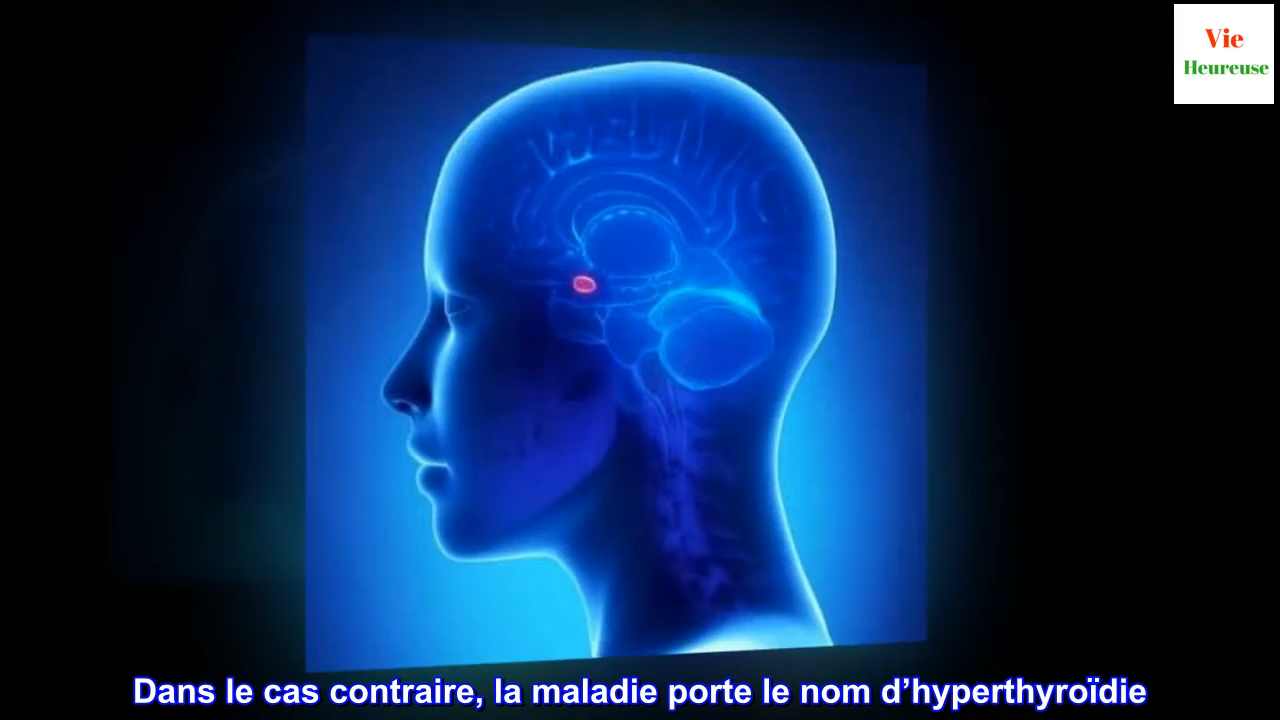 Vie
Heureuse
Dans le cas contraire, la maladie porte le nom d’hyperthyroïdie